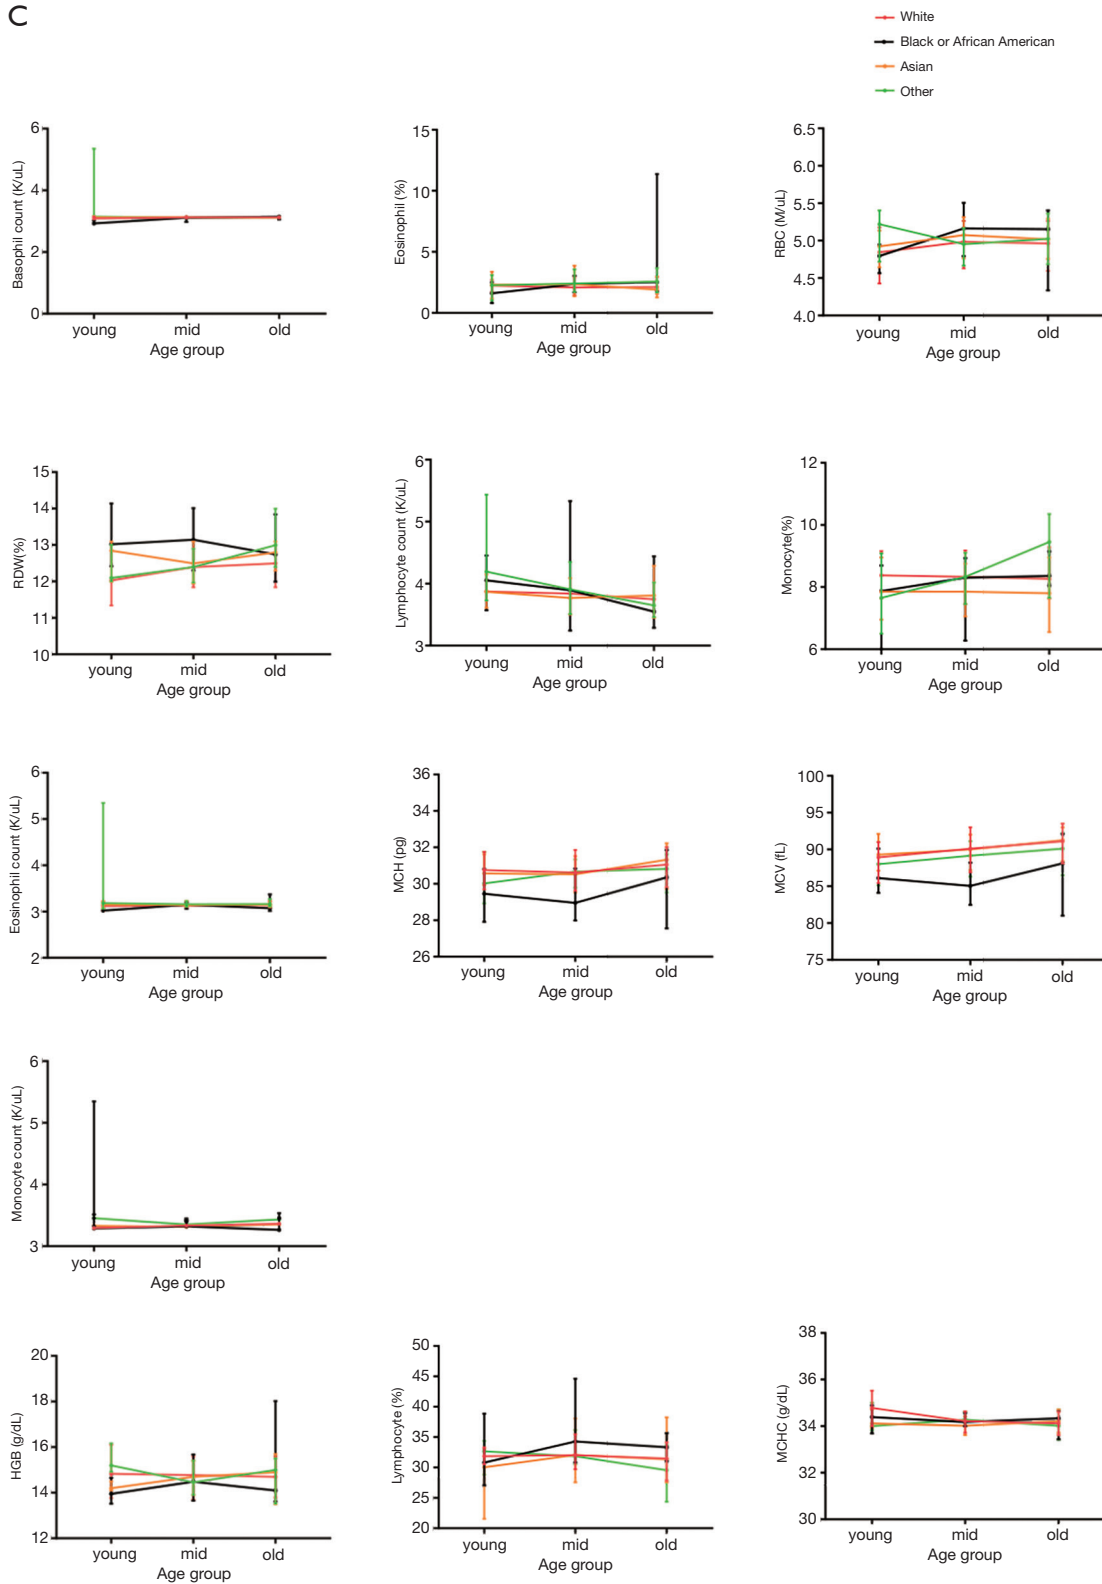 C
White
Black or African American
Asian
Other
Basophil count (K/uL)
6
4
2
0
young mid old
Age group
Eosinophil (%)
15
10
5
0
young mid old
Age group
RBC (M/uL)
6.5
6.0
5.5
5.0
4.5
4.0
young mid old
Age group
RDW(%)
15
14
13
12
11
10
young mid old
Age group
Lymphocyte count (K/uL)
6
5
4
3
young mid old
Age group
Monocyte(%)
12
10
8
6
young mid old
Age group
Eosinophil count (K/uL)
6
5
4
3
2
young mid old
Age group
MCH (pg)
36
34
32
30
28
26
young mid old
Age group
MCV (fL)
100
95
90
85
80
75
young mid old
Age group
Monocyte count (K/uL)
6
5
4
3
young mid old
Age group
HGB (g/dL)
20
18
16
14
12
young mid old
Age group
Lymphocyte (%)
50
45
40
35
30
25
20
young mid old
Age group
MCHC (g/dL)
38
36
34
32
30
young mid old
Age group